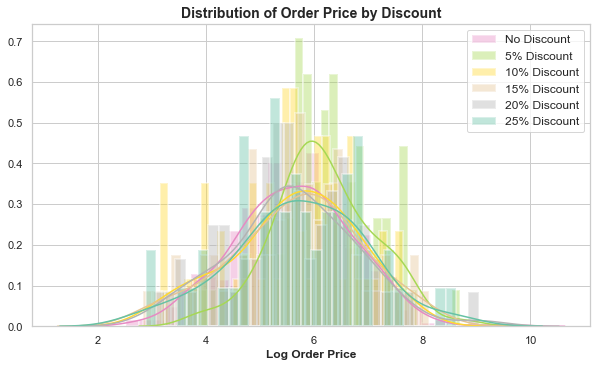 Distribution of Order Price by Discount
No Discount
5% Discount
10% Discount
15% Discount
20% Discount
25% Discount
0.7
0.6
0.5
0.4
0.3
0.2
0.1
0.0
2 4 6 8 10
Log Order Price